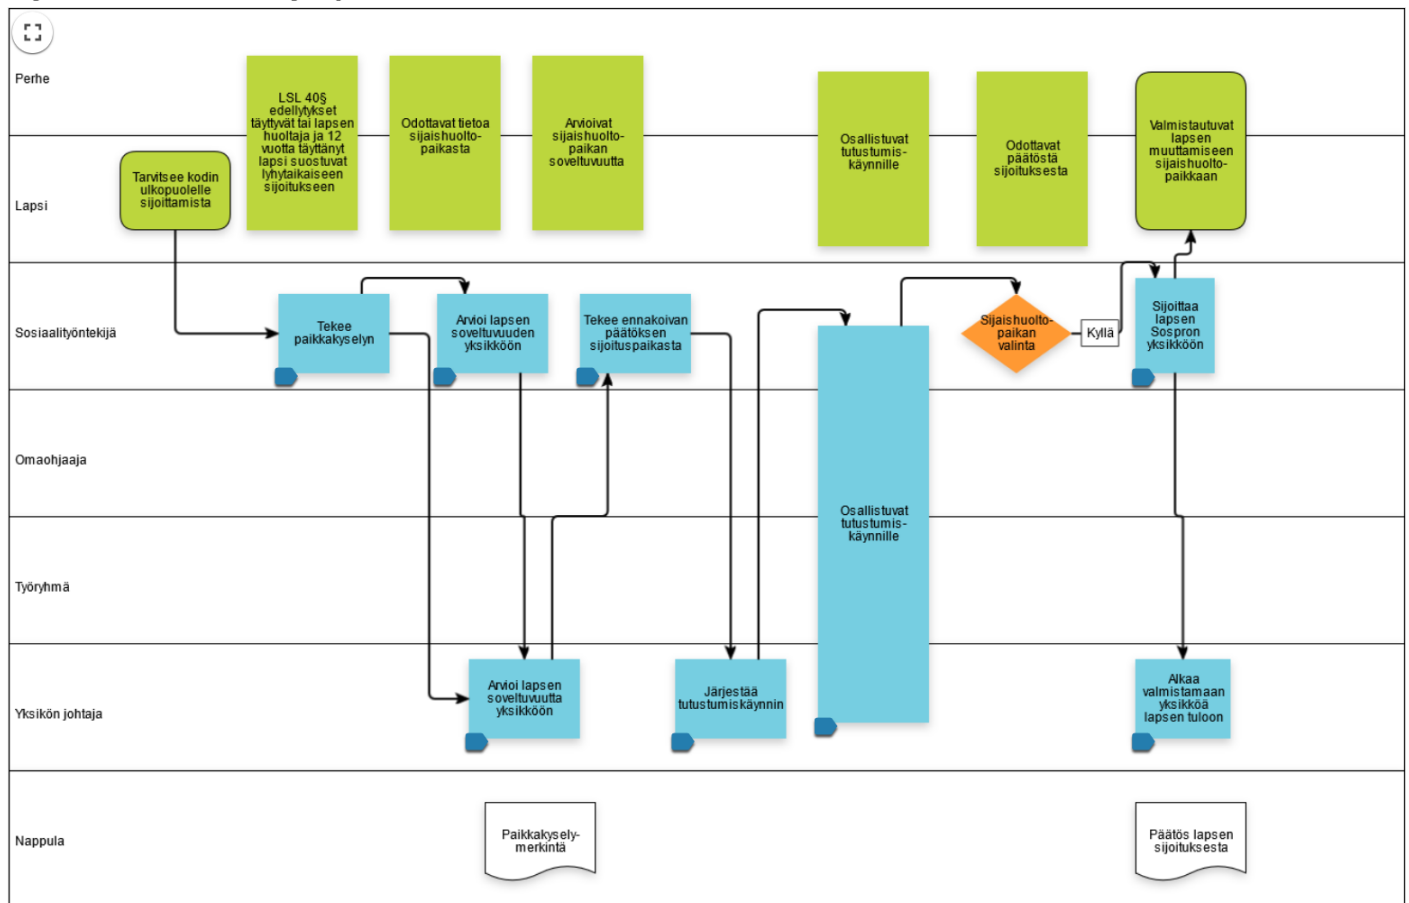 Perhe
LSL 40§
edellytykset
täyttyvät tai lapsen
huoltaja ja 12
vuotta täyttänyt
lapsi suostuvat
lyhytaikaiseen
sijoitukseen
Odottavat tietoa
sijaishuolto-
paikasta
Arvioivat
sijaishuolto-
paikan
soveltuvuutta
Osallistuvat
tutustumis-
käynnille
Odottavat
päätöstä
sijoituksesta
Valmistautuvat
lapsen
muuttamiseen
sijaishuolto-
paikkaan
Lapsi
Tarvitsee kodin
ulkopuolelle
sijoittamista
Sosiaalityöntekijä
Tekee
paikkakyselyn
Arvioi lapsen
soveltuvuuden
yksikköön
Tekee ennakoivan
päätöksen
sijoituspaikasta
Sijaishuolto-
paikan
valinta
Kyllä
Sijoittaa
lapsen
Sospron
yksikköön
Omaohjaaja
Osallistuvat
tutustumis-
käynnille
Työryhmä
Yksikön johtaja
Arvioi lapsen
soveltuvuutta
yksikköön
Järjestää
tutustumiskäynnin
Alkaa
valmistamaan
yksikköä
lapsen tuloon
Nappula
Paikkakysely-
merkintä
Päätös lapsen
sijoituksesta